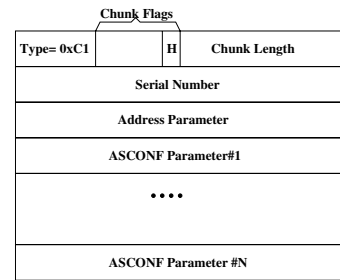 Chunk Flags
Type= 0xC1 H Chunk Length
Serial Number
Address Parameter
ASCONF Parameter#1
....
ASCONF Parameter #N